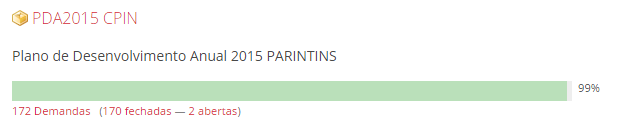 PDA2015 CPIN
Plano de Desenvolvimento Anual 2015 PARINTINS
99%
172 Demandas (170 fechadas — 2 abertas)